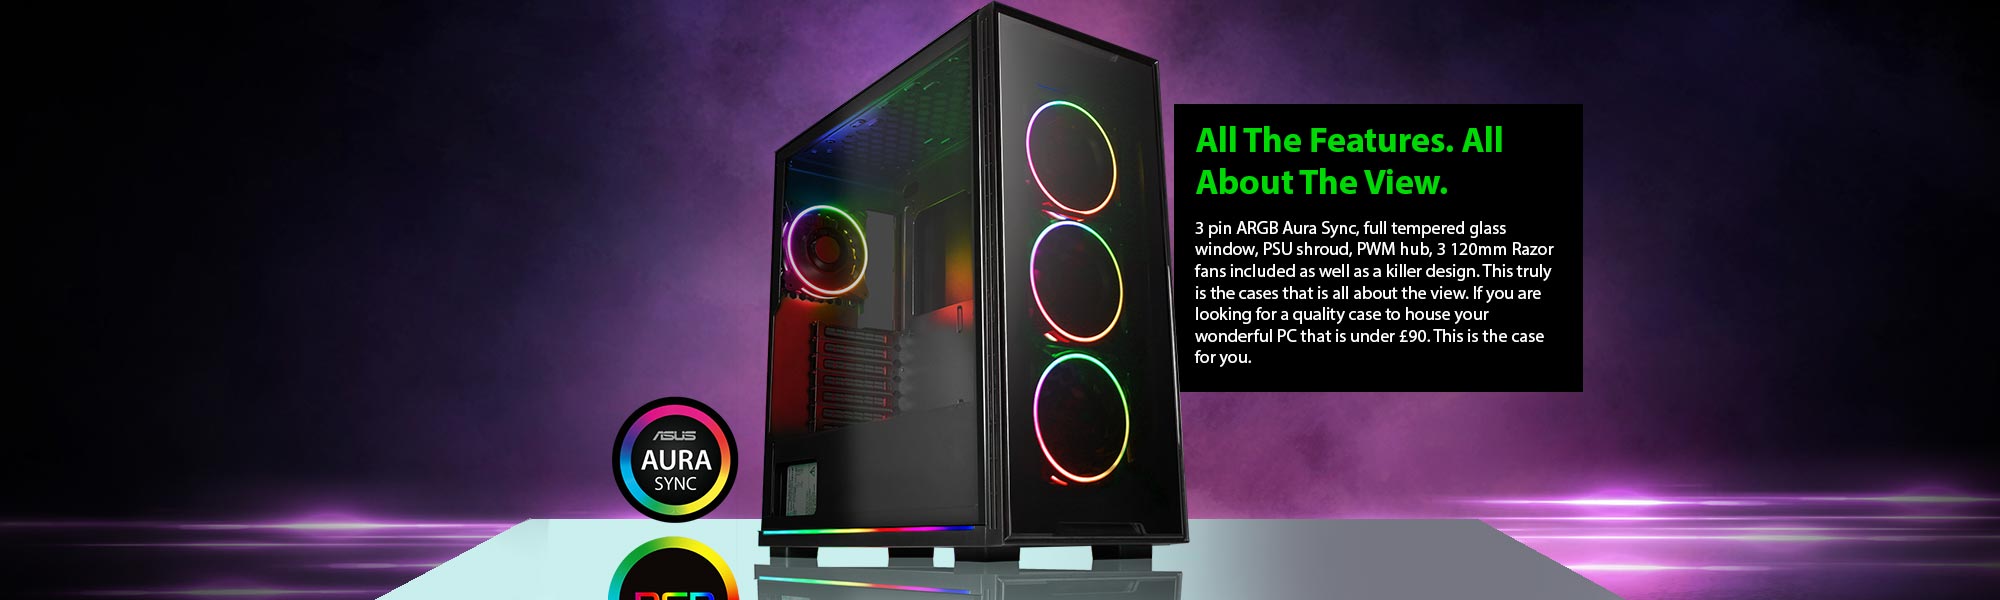 All The Features. All
About The View.
3 pin ARGB Aura Sync, full tempered glass
window, PSU shroud, PWM hub, 3 120mm Razor
fans included as well as a killer design. This truly
is the cases that is all about the view. If you are
looking for a quality case to house your
wonderful PC that is under £90. This is the case
for you.
ASUS
AURA
SYNC